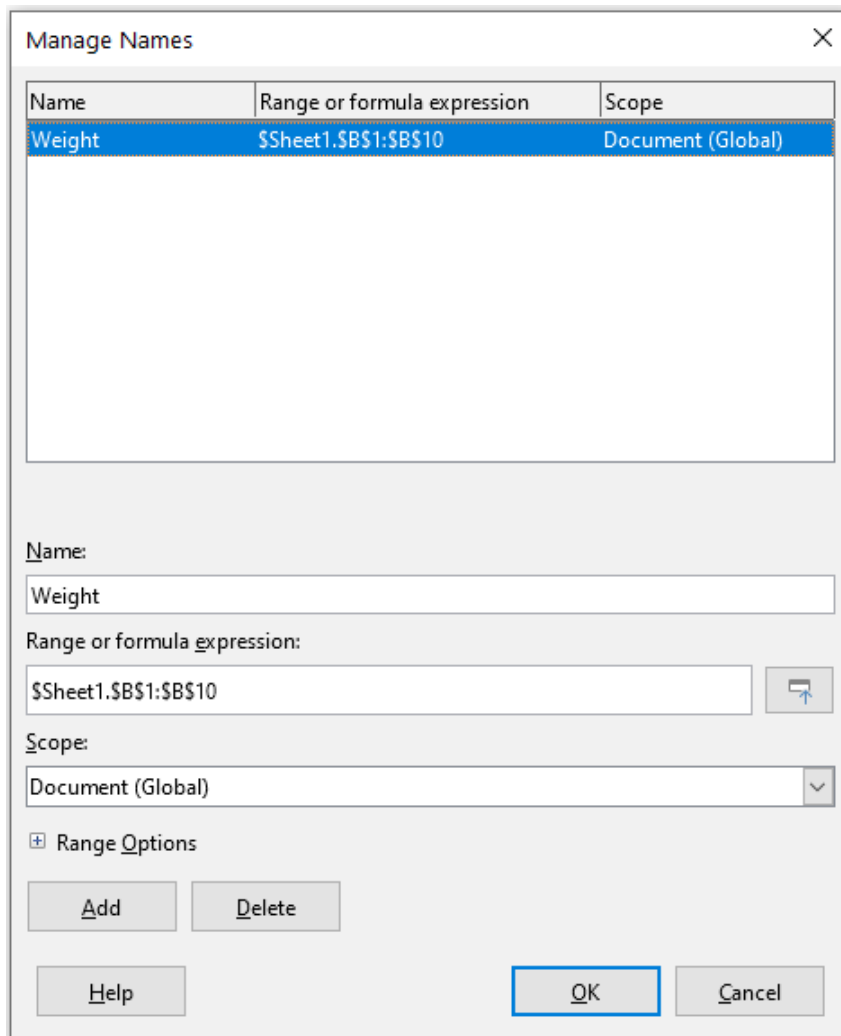 Manage Names
Name Range or formula expression Scope
Weight $Sheet1.$B$1:$B$10 Document (Global)
Name:
Weight
Range or formula expression:
$Sheet1.$B$1:$B$10
Scope:
Document (Global)
Range Options
Add Delete
Help OK Cancel